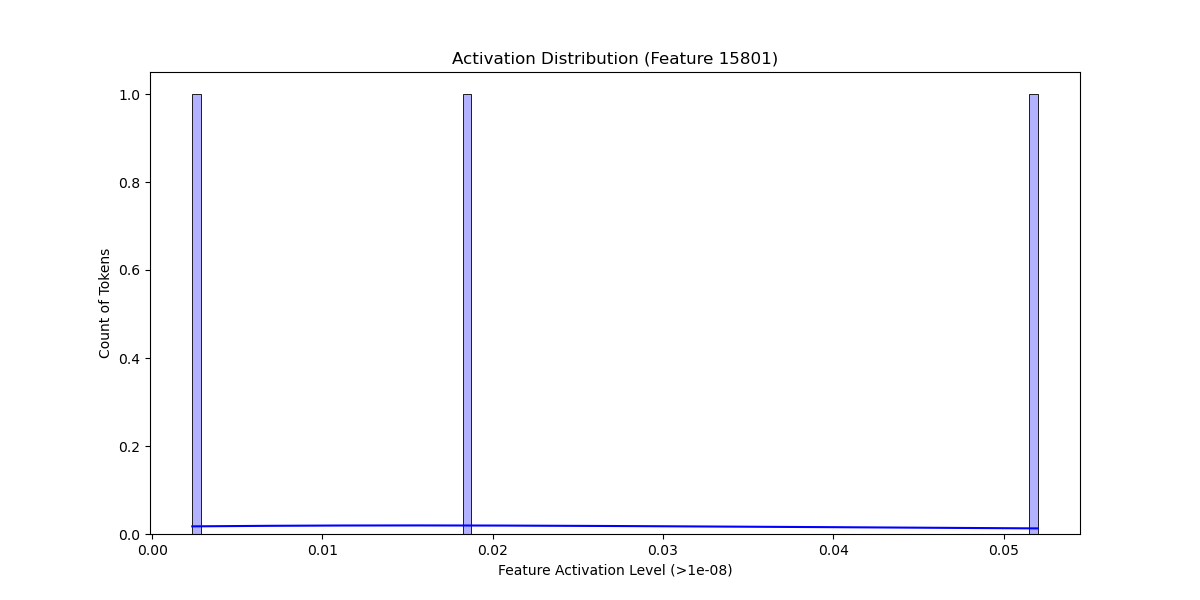 Activation Distribution (Feature 15801)
Count of Tokens
1.0
0.8
0.6
0.4
0.2
0.0
0.00 0.01 0.02 0.03 0.04 0.05
Feature Activation Level (>1e-08)